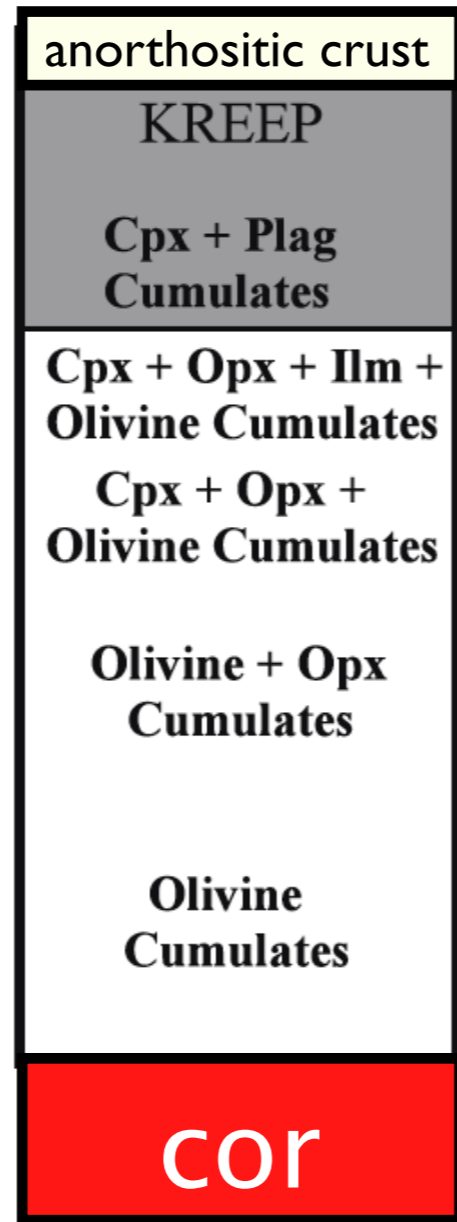 anorthositic crust
KREEP
Cpx + Plag
Cumulates
Cpx + Opx + Ilm +
Olivine Cumulates
Cpx + Opx +
Olivine Cumulates
Olivine + Opx
Cumulates
Olivine
Cumulates
cor